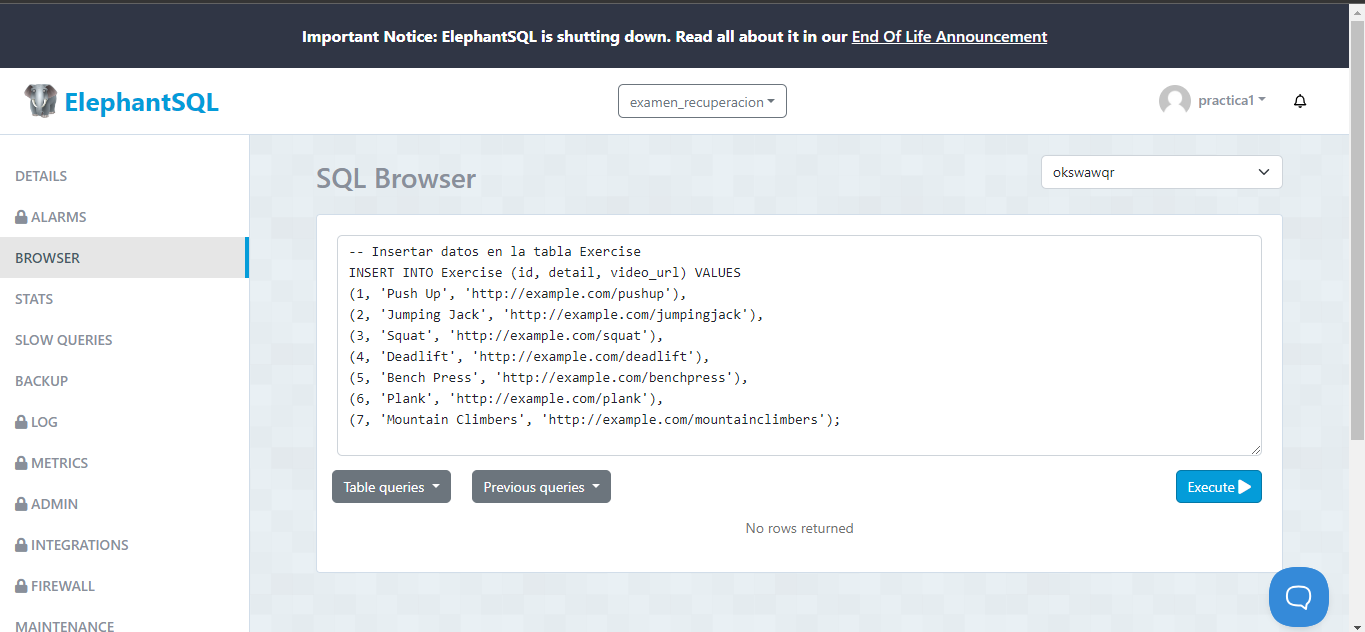 Important Notice: ElephantSQL is shutting down. Read all about it in our End Of Life Announcement
ElephantSQL
examen_recuperacion
practica1
DETAILS
ALARMS
BROWSER
STATS
SLOW QUERIES
BACKUP
LOG
METRICS
ADMIN
INTEGRATIONS
FIREWALL
MAINTENANCE
SQL Browser
okswawqr
-- Insertar datos en la tabla Exercise
INSERT INTO Exercise (id, detail, video_url) VALUES
(1, 'Push Up', 'http://example.com/pushup'),
(2, 'Jumping Jack', 'http://example.com/jumpingjack'),
(3, 'Squat', 'http://example.com/squat'),
(4, 'Deadlift', 'http://example.com/deadlift'),
(5, 'Bench Press', 'http://example.com/benchpress'),
(6, 'Plank', 'http://example.com/plank'),
(7, 'Mountain Climbers', 'http://example.com/mountainclimbers');
Table queries
Previous queries
Execute
No rows returned